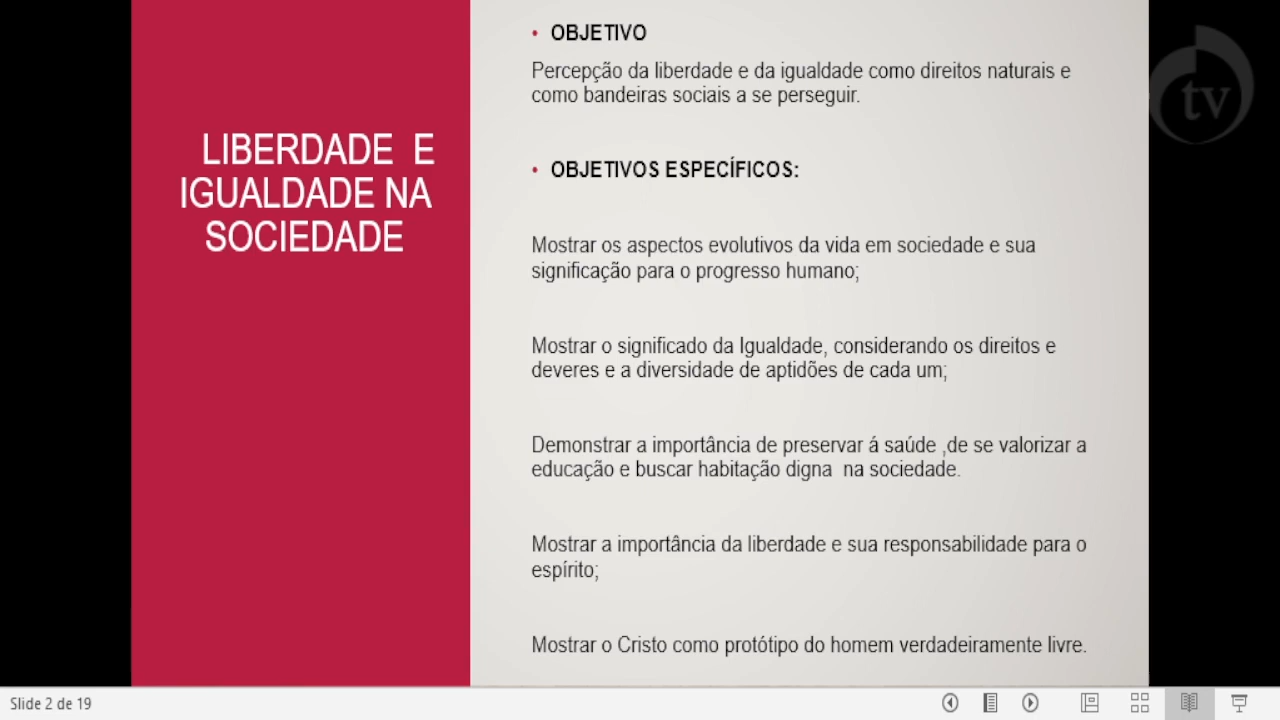 LIBERDADE E
IGUALDADE NA
SOCIEDADE
• OBJETIVO
Percepção da liberdade e da igualdade como direitos naturais e
como bandeiras sociais a se perseguir.
• OBJETIVOS ESPECÍFICOS:
Mostrar os aspectos evolutivos da vida em sociedade e sua
significação para o progresso humano;
Mostrar o significado da Igualdade, considerando os direitos e
deveres e a diversidade de aptidões de cada um;
Demonstrar a importância de preservar á saúde ,de se valorizar a
educação e buscar habitação digna na sociedade.
Mostrar a importância da liberdade e sua responsabilidade para o
espírito;
Mostrar o Cristo como protótipo do homem verdadeiramente livre.
tv
Slide 2 de 19